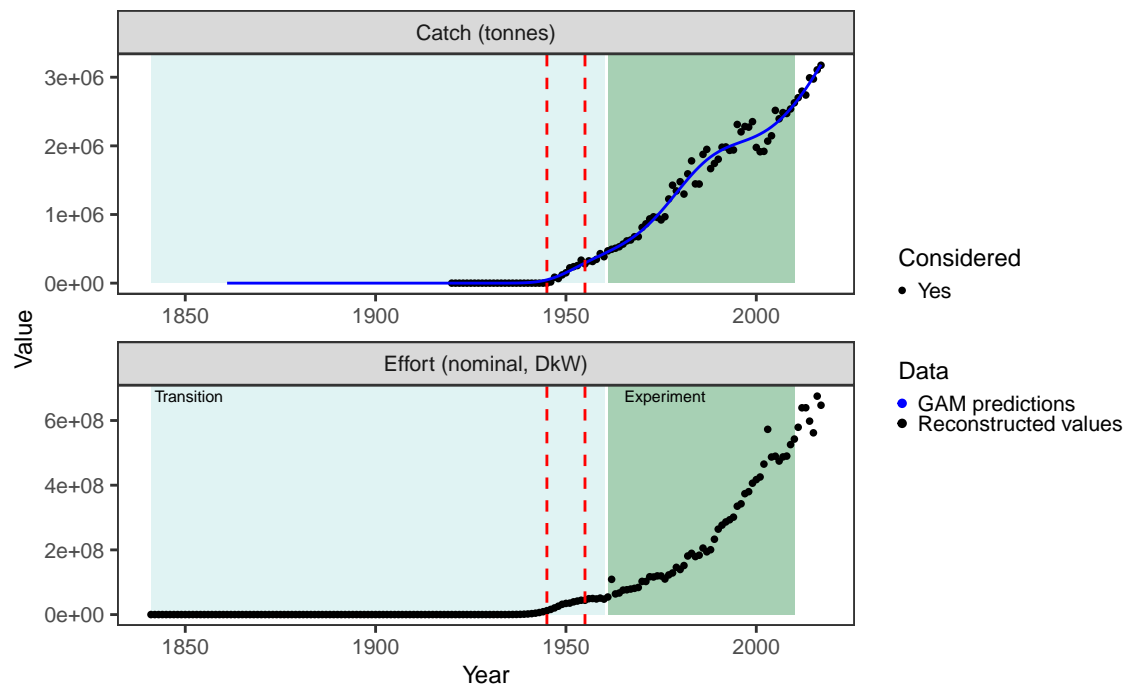 Catch (tonnes)
3e+06
2e+06
1e+06
0e+00
1850 1900 1950 2000
Value
Effort (nominal, DkW)
Transition Experiment
6e+08
4e+08
2e+08
0e+00
1850 1900 1950 2000
Year
Considered
Yes
Data
GAM predictions
Reconstructed values